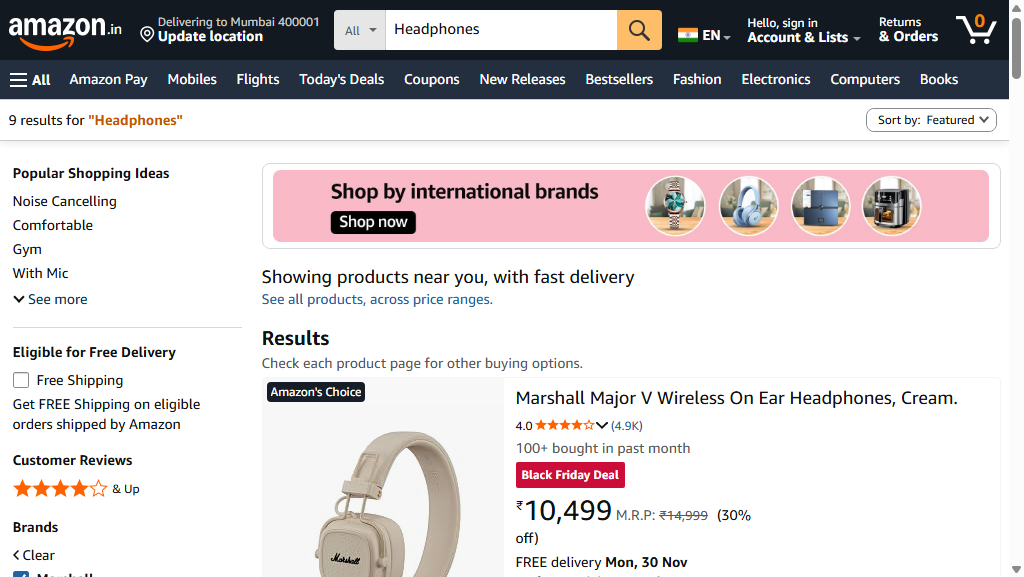 amazon.in
Delivering to Mumbai 400001
Update location
All
Headphones
EN
Hello, sign in
Account & Lists
Returns
& Orders
0
All
Amazon Pay
Mobiles
Flights
Today's Deals
Coupons
New Releases
Bestsellers
Fashion
Electronics
Computers
Books
9 results for "Headphones"
Sort by: Featured
Popular Shopping Ideas
Noise Cancelling
Comfortable
Gym
With Mic
See more
Eligible for Free Delivery
Free Shipping
Get FREE Shipping on eligible
orders shipped by Amazon
Customer Reviews
& Up
Brands
Clear
Marshall
Shop by international brands
Shop now
Showing products near you, with fast delivery
See all products, across price ranges.
Results
Check each product page for other buying options.
Amazon's Choice
Marshall
Marshall Major V Wireless On Ear Headphones, Cream.
4.0 (4.9K)
100+ bought in past month
Black Friday Deal
₹10,499 M.R.P: ₹14,999 (30%
off)
FREE delivery Mon, 30 Nov